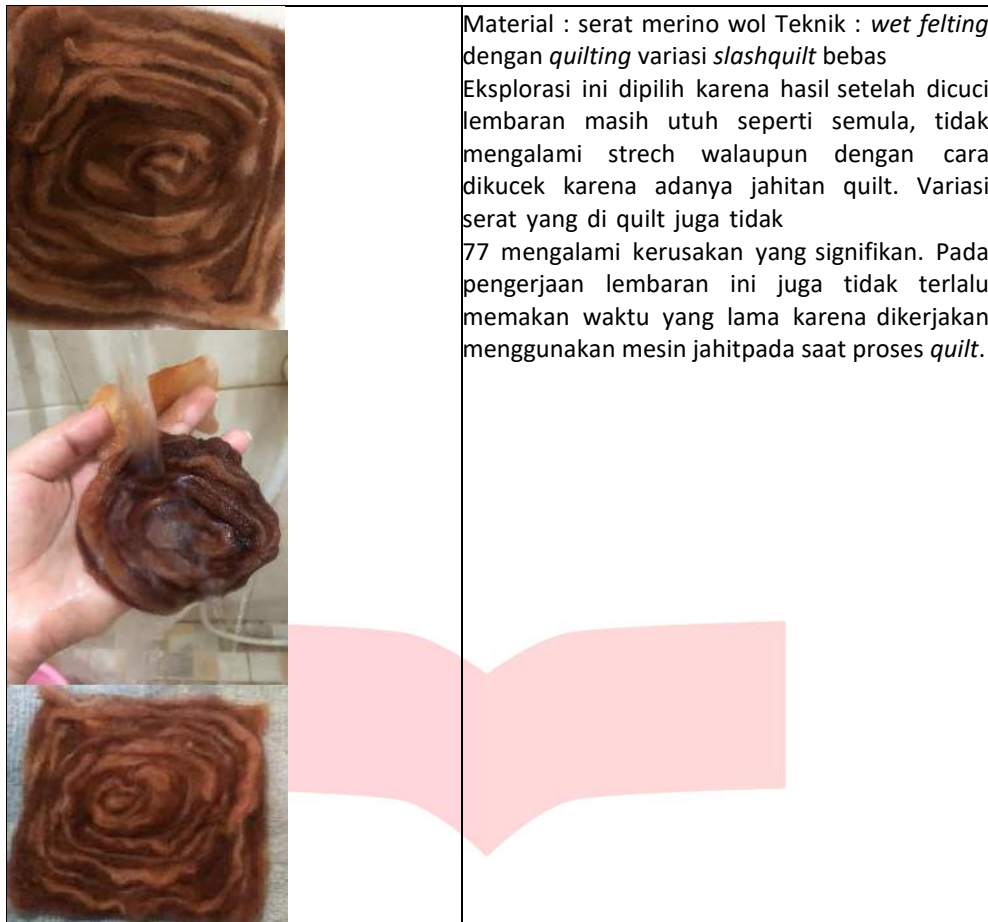 Material : serat merino wol Teknik : wet felting
dengan quilting variasi slashquilt bebas
Eksplorasi ini dipilih karena hasil setelah dicuci
lembaran masih utuh seperti semula, tidak
mengalami strech walaupun dengan cara
dikucek karena adanya jahitan quilt. Variasi
serat yang di quilt juga tidak
77 mengalami kerusakan yang signifikan. Pada
pengerjaan lembaran ini juga tidak terlalu
memakan waktu yang lama karena dikerjakan
menggunakan mesin jahitpada saat proses quilt.